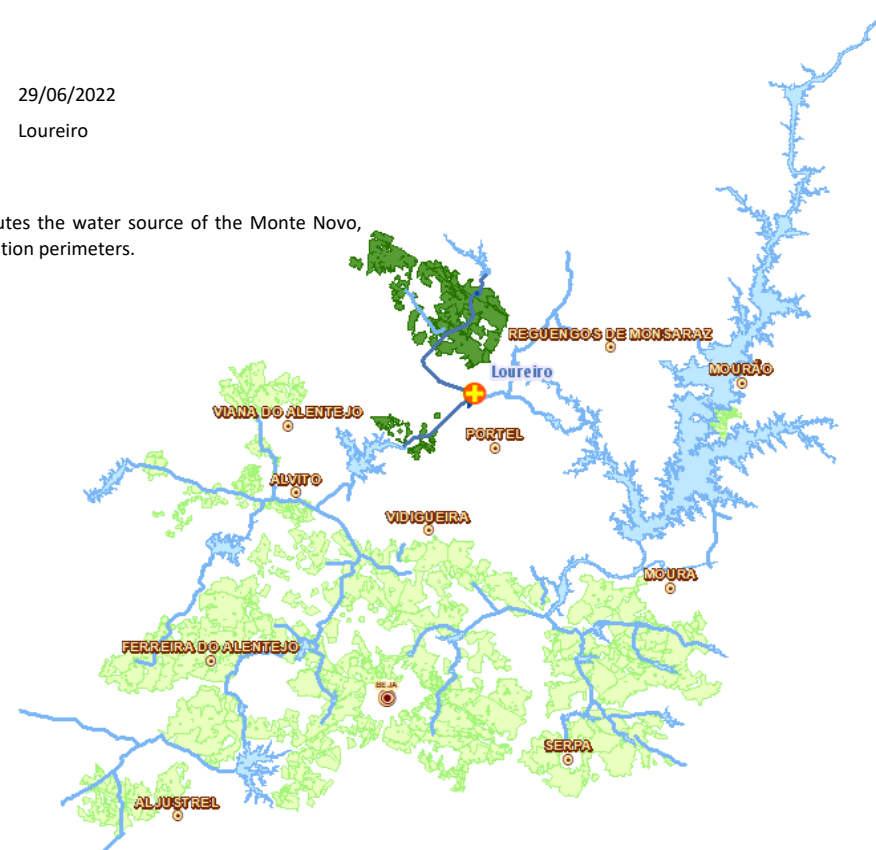 29/06/2022
Loureiro
utes the water source of the Monte Novo,
tion perimeters.
REGUENGOS DE MONSARAZ
MOURÃO
Loureiro
VIANA DO ALENTEJO
PORTEL
ALVITO
VIDIGUEIRA
MOURA
FERREIRA DO ALENTEJO
BEJA
SERPA
ALJUSTREL